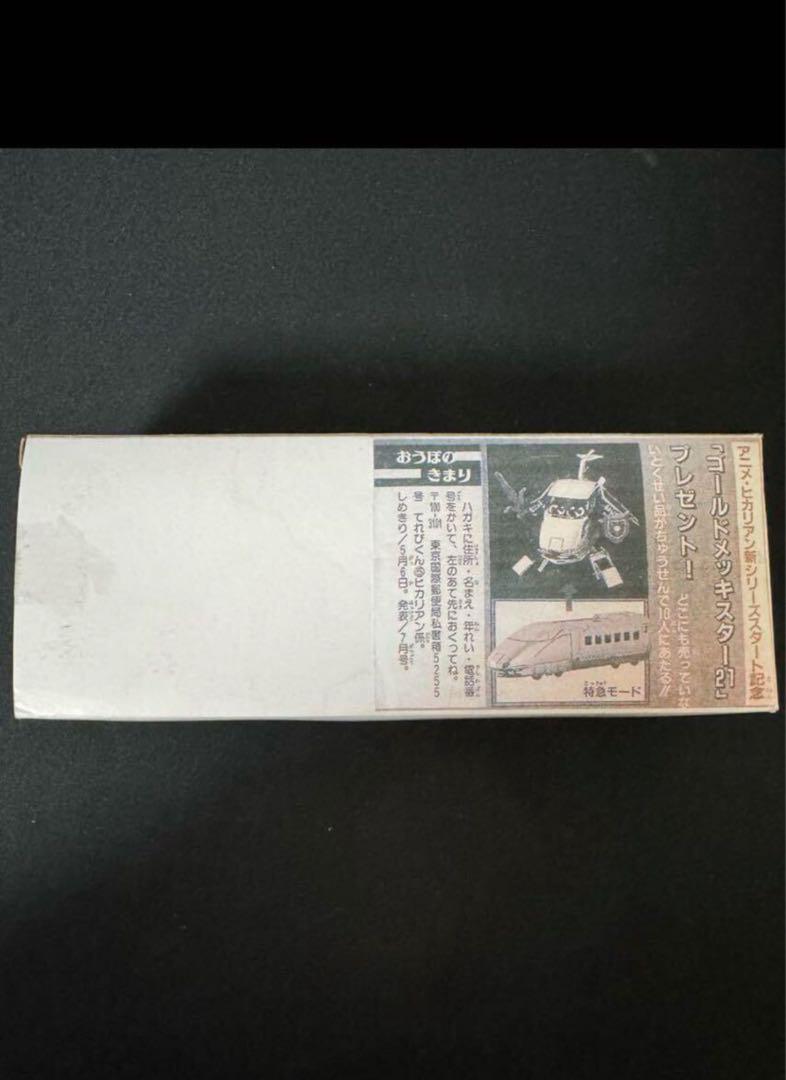 アニメ・ヒカリアン新シリーズスタート記念
「ゴールドメッキスター21」
プレゼント！
どこにも売っていな
いとくせい品がちゅうせんで10人にあたる!!
特急モード
おうぼの
きまり
ハガキに住所・名まえ・年れい・電話番
号をかいて、左のあて先におくってね。
〒100-3101 東京国際郵便局私書箱5255
号 てれびくん⑮ヒカリアン係。
しめきり/5月6日。発表/7月号。